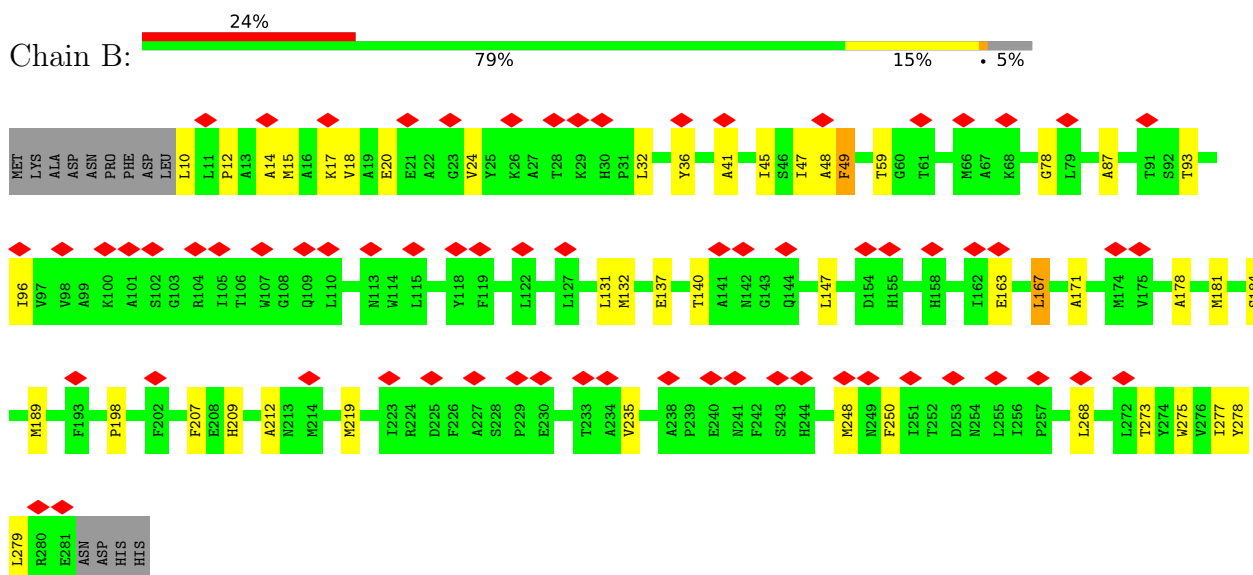 24%
Chain B:
79% 15% • 5%
MET LYS ALA ASP ASN PRO PHE ASP LEU L10 L11 P12 A13 A14 M15 A16 K17 V18 A19 E20 E21 A22 G23 V24 Y25 K26 A27 T28 K29 H30 P31 L32 Y36 A41 I45 S46 I47 A48 F49 T59 G60 T61 M66 A67 K68 G78 L79 A87 T91 S92 T93
I96 V97 V98 A99 K100 A101 S102 G103 R104 I105 T106 W107 G108 Q109 L110 N113 W114 L115 Y118 F119 L122 L127 L131 M132 E137 T140 A141 N142 G143 Q144 L147 D154 H155 H158 I162 E163 L167 A171 M174 V175 A178 M181
M189 F193 P198 F202 F207 E208 H209 A212 N213 M214 M219 I223 R224 D225 F226 A227 S228 P229 E230 T233 A234 V235 A238 P239 E240 N241 F242 S243 H244 M248 N249 F250 I251 T252 D253 N254 L255 I256 P257 L268 L272 T273 Y274 W275 V276 I277 Y278
L279 R280 E281 ASN ASP HIS HIS